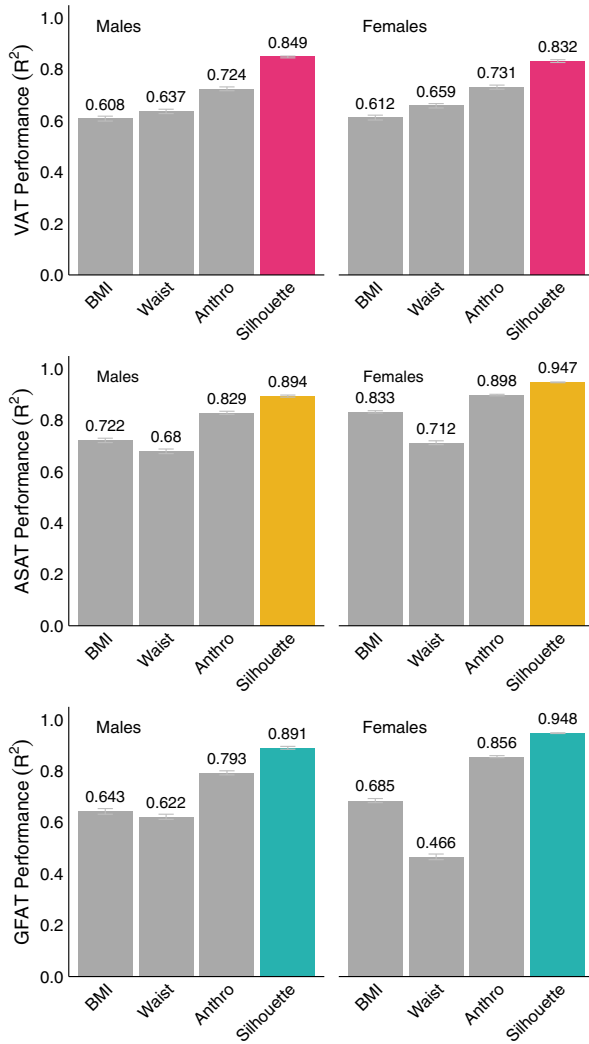 VAT Performance (R²)
1.0
0.8
0.6
0.4
0.2
0.0
Males
0.608
0.637
0.724
0.849
BMI
Waist
Anthro
Silhouette
Females
0.612
0.659
0.731
0.832
BMI
Waist
Anthro
Silhouette
ASAT Performance (R²)
1.0
0.8
0.6
0.4
0.2
0.0
Males
0.722
0.68
0.829
0.894
BMI
Waist
Anthro
Silhouette
Females
0.833
0.712
0.898
0.947
BMI
Waist
Anthro
Silhouette
GFAT Performance (R²)
1.0
0.8
0.6
0.4
0.2
0.0
Males
0.643
0.622
0.793
0.891
BMI
Waist
Anthro
Silhouette
Females
0.685
0.466
0.856
0.948
BMI
Waist
Anthro
Silhouette